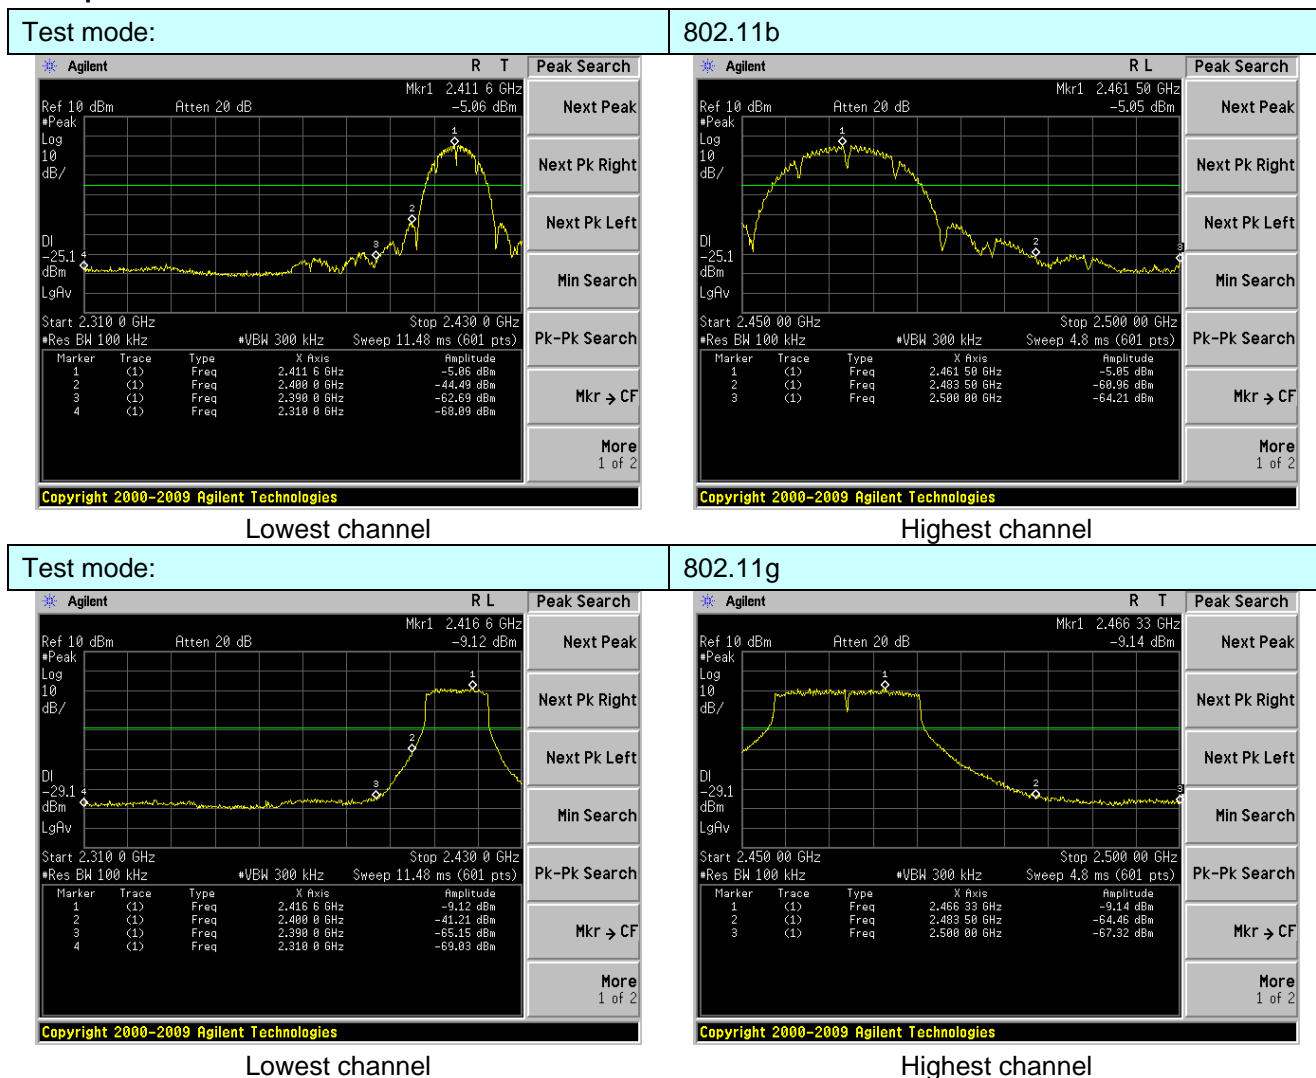 Test mode: 802.11b
Agilent R T Peak Search
Mkr1 2.411 6 GHz
Ref 10 dBm Atten 20 dB -5.06 dBm
#Peak
Log
10
dB/
1
2
3
4
DI
-25.1
dBm
LgAv
Start 2.310 0 GHz Stop 2.430 0 GHz
#Res BW 100 kHz #VBW 300 kHz Sweep 11.48 ms (601 pts)
Marker Trace Type X Axis Amplitude
1 (1) Freq 2.411 6 GHz -5.06 dBm
2 (1) Freq 2.400 0 GHz -44.49 dBm
3 (1) Freq 2.390 0 GHz -62.69 dBm
4 (1) Freq 2.310 0 GHz -68.09 dBm
Next Peak
Next Pk Right
Next Pk Left
Min Search
Pk-Pk Search
Mkr → CF
More
1 of 2
Copyright 2000-2009 Agilent Technologies
Lowest channel
Agilent R L Peak Search
Mkr1 2.461 50 GHz
Ref 10 dBm Atten 20 dB -5.05 dBm
#Peak
Log
10
dB/
1
2
3
DI
-25.1
dBm
LgAv
Start 2.450 00 GHz Stop 2.500 00 GHz
#Res BW 100 kHz #VBW 300 kHz Sweep 4.8 ms (601 pts)
Marker Trace Type X Axis Amplitude
1 (1) Freq 2.461 50 GHz -5.05 dBm
2 (1) Freq 2.483 50 GHz -60.96 dBm
3 (1) Freq 2.500 00 GHz -64.21 dBm
Next Peak
Next Pk Right
Next Pk Left
Min Search
Pk-Pk Search
Mkr → CF
More
1 of 2
Copyright 2000-2009 Agilent Technologies
Highest channel
Test mode: 802.11g
Agilent R L Peak Search
Mkr1 2.416 6 GHz
Ref 10 dBm Atten 20 dB -9.12 dBm
#Peak
Log
10
dB/
1
2
3
4
DI
-29.1
dBm
LgAv
Start 2.310 0 GHz Stop 2.430 0 GHz
#Res BW 100 kHz #VBW 300 kHz Sweep 11.48 ms (601 pts)
Marker Trace Type X Axis Amplitude
1 (1) Freq 2.416 6 GHz -9.12 dBm
2 (1) Freq 2.400 0 GHz -41.21 dBm
3 (1) Freq 2.390 0 GHz -65.15 dBm
4 (1) Freq 2.310 0 GHz -69.03 dBm
Next Peak
Next Pk Right
Next Pk Left
Min Search
Pk-Pk Search
Mkr → CF
More
1 of 2
Copyright 2000-2009 Agilent Technologies
Lowest channel
Agilent R T Peak Search
Mkr1 2.466 33 GHz
Ref 10 dBm Atten 20 dB -9.14 dBm
#Peak
Log
10
dB/
1
2
3
DI
-29.1
dBm
LgAv
Start 2.450 00 GHz Stop 2.500 00 GHz
#Res BW 100 kHz #VBW 300 kHz Sweep 4.8 ms (601 pts)
Marker Trace Type X Axis Amplitude
1 (1) Freq 2.466 33 GHz -9.14 dBm
2 (1) Freq 2.483 50 GHz -64.46 dBm
3 (1) Freq 2.500 00 GHz -67.32 dBm
Next Peak
Next Pk Right
Next Pk Left
Min Search
Pk-Pk Search
Mkr → CF
More
1 of 2
Copyright 2000-2009 Agilent Technologies
Highest channel